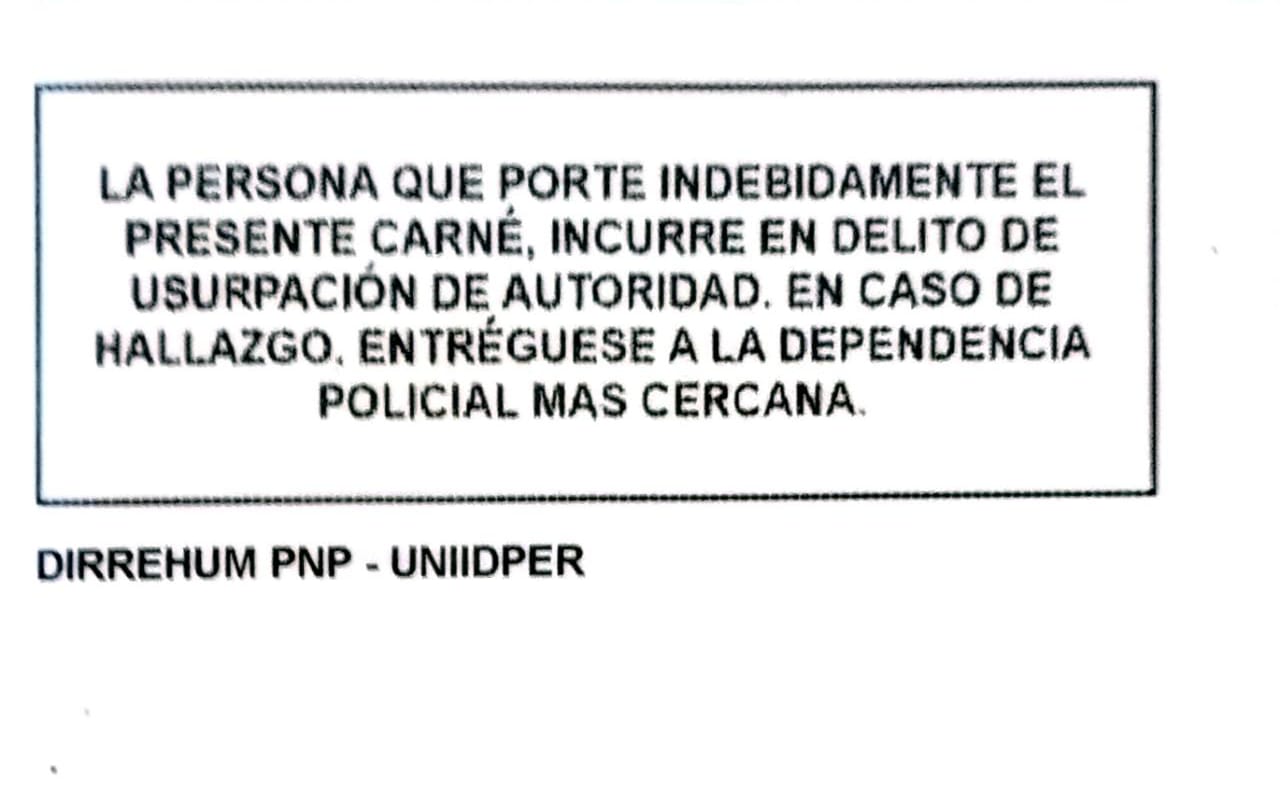 LA PERSONA QUE PORTE INDEBIDAMENTE EL
PRESENTE CARNÉ, INCURRE EN DELITO DE
USURPACIÓN DE AUTORIDAD. EN CASO DE
HALLAZGO. ENTRÉGUESE A LA DEPENDENCIA
POLICIAL MAS CERCANA.
DIRREHUM PNP - UNIIDPER